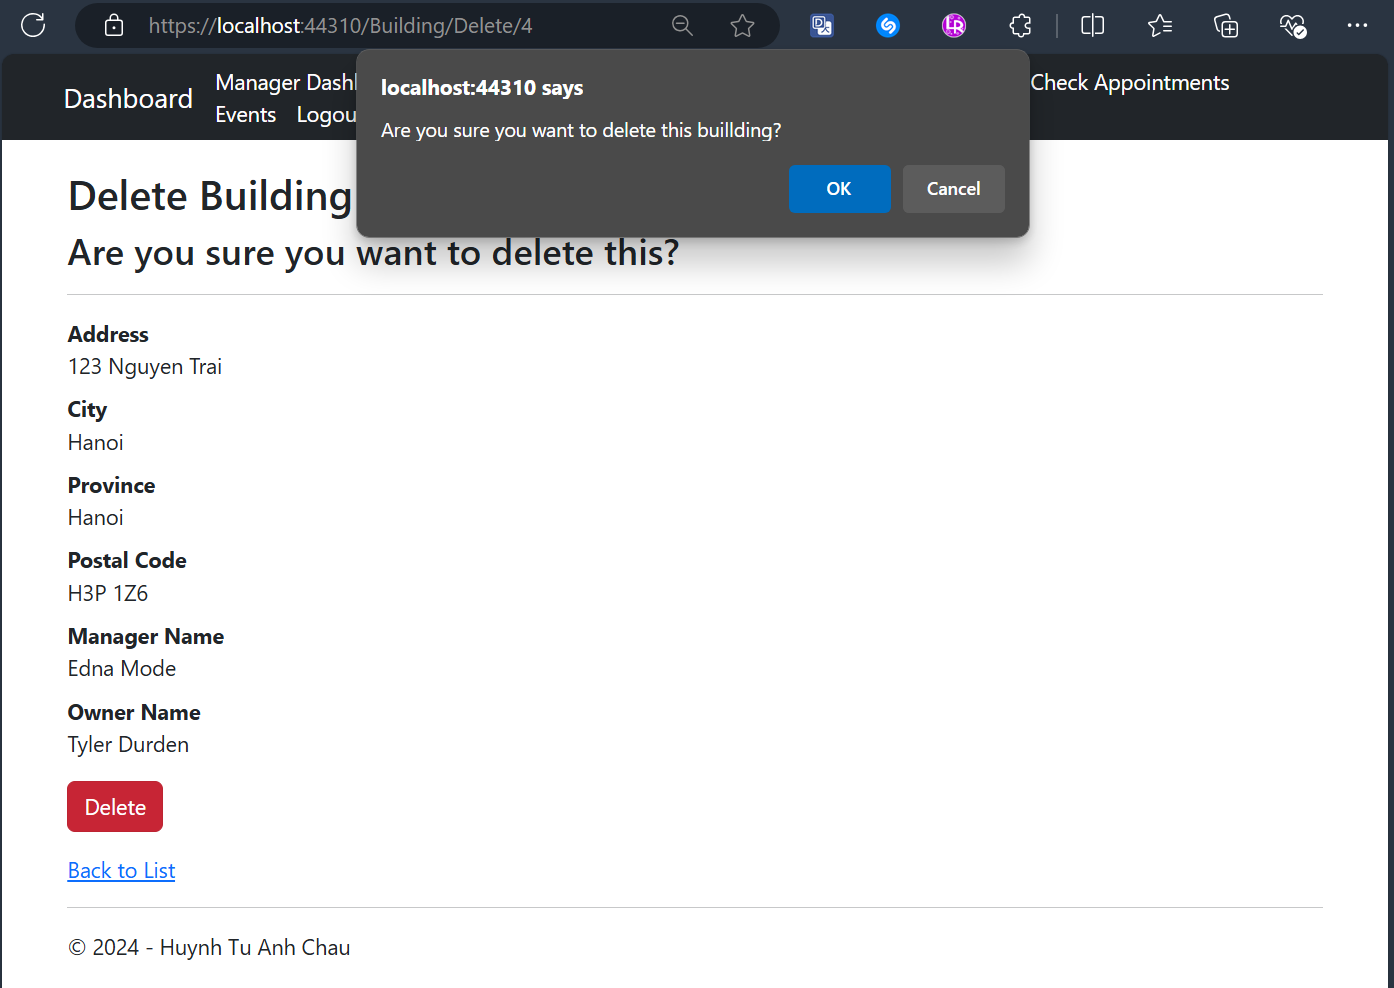 https://localhost:44310/Building/Delete/4
Dashboard
Manager Dashl
Check Appointments
Events Logou
localhost:44310 says
Are you sure you want to delete this buillding?
OK Cancel
Delete Building
Are you sure you want to delete this?
Address
123 Nguyen Trai
City
Hanoi
Province
Hanoi
Postal Code
H3P 1Z6
Manager Name
Edna Mode
Owner Name
Tyler Durden
Delete
Back to List
© 2024 - Huynh Tu Anh Chau